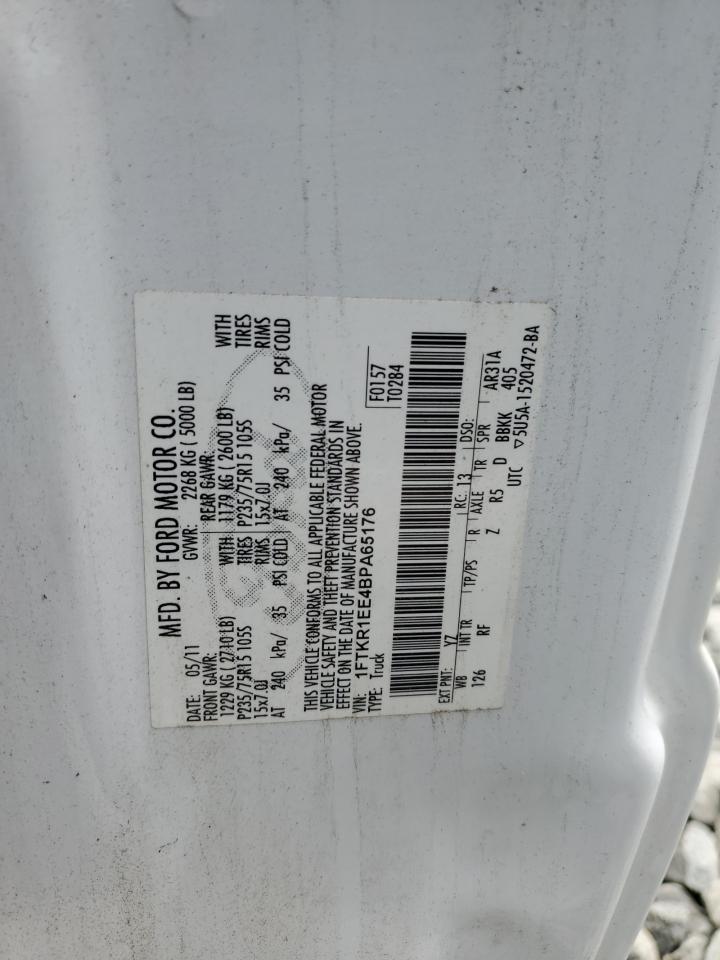 MFD. BY FORD MOTOR CO.
DATE: 05/11 GVWR: 2268 KG ( 5000 LB)
FRONT GAWR: REAR GAWR:
1229 KG ( 2710 LB) WITH 1179 KG ( 2600 LB) WITH
P235/75R15 105S TIRES P235/75R15 105S TIRES
15x7.0J RIMS 15x7.0J RIMS
AT 240 kPa/ 35 PSI COLD AT 240 kPa/ 35 PSI COLD
THIS VEHICLE CONFORMS TO ALL APPLICABLE FEDERAL MOTOR
VEHICLE SAFETY AND THEFT PREVENTION STANDARDS IN
EFFECT ON THE DATE OF MANUFACTURE SHOWN ABOVE.
VIN: 1FTKR1EE4BPA65176
TYPE: Truck
F0157
T0284
EXT PNT: YZ RC: 13 DSO:
WB INT TR TP/PS R AXLE TR SPR AR31A
126 RF Z R5 D BBKK 405
UTC ▽5U5A-1520472-BA